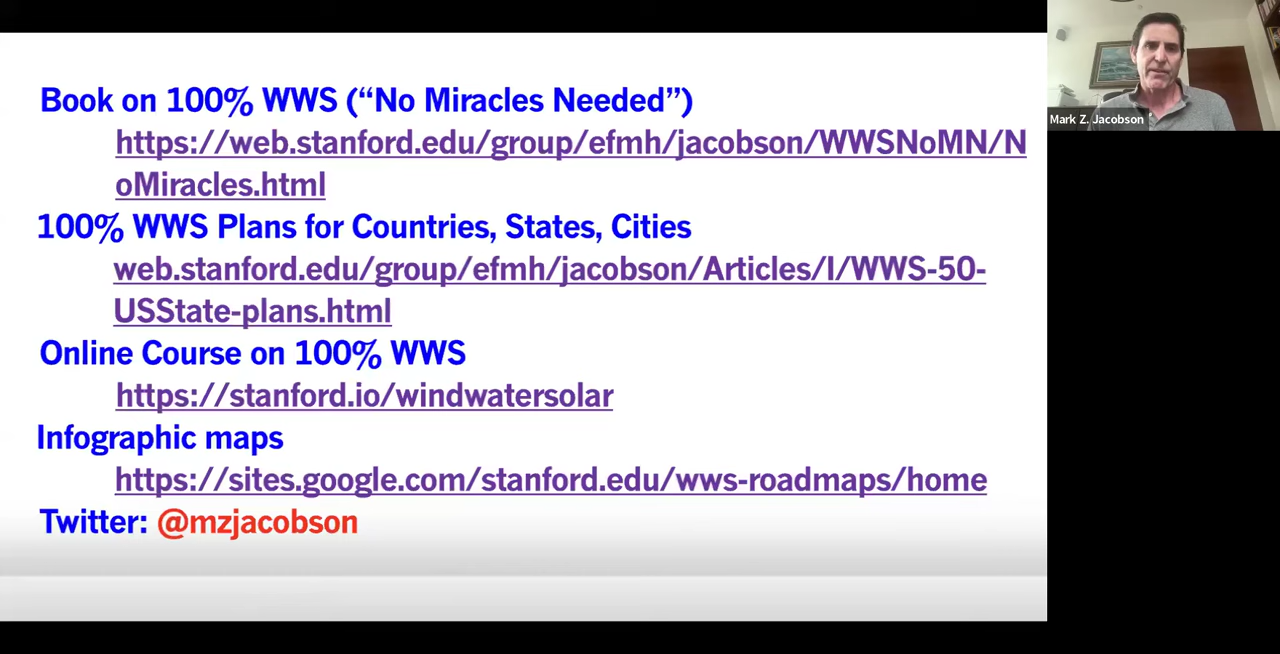 Book on 100% WWS (“No Miracles Needed”)
https://web.stanford.edu/group/efmh/jacobson/WWSNoMN/N
oMiracles.html
100% WWS Plans for Countries, States, Cities
web.stanford.edu/group/efmh/jacobson/Articles/I/WWS-50-
USState-plans.html
Online Course on 100% WWS
https://stanford.io/windwatersolar
Infographic maps
https://sites.google.com/stanford.edu/wws-roadmaps/home
Twitter: @mzjacobson
Mark Z. Jacobson